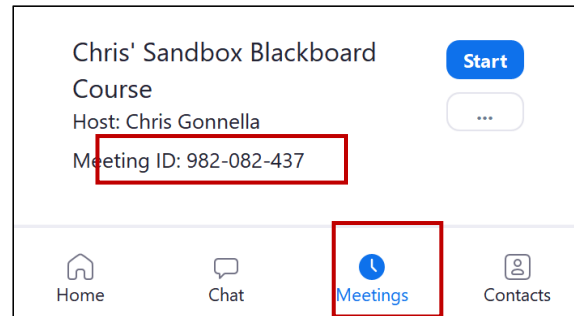 Chris' Sandbox Blackboard
Course
Start
Host: Chris Gonnella
...
Meeting ID: 982-082-437
Home
Chat
Meetings
Contacts